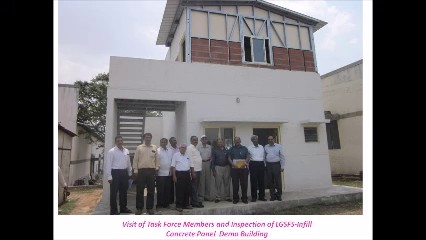 Visit of Task Force Members and Inspection of LGSFS-Infill
Concrete Panel Demo Building